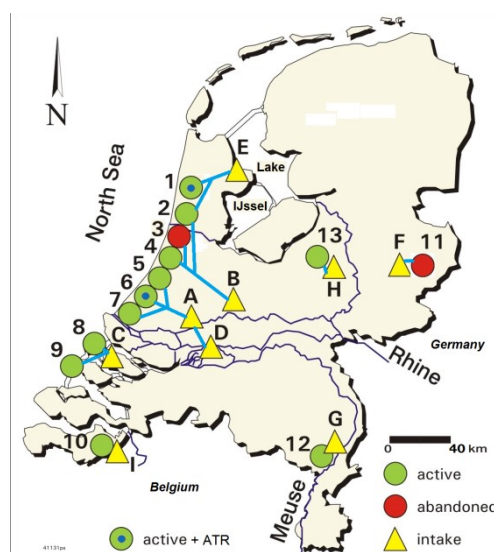 N
North Sea
E
Lake
IJssel
1
2
3
4
5
6
7
8
9
13
F
11
H
B
A
C
D
Rhine
Germany
10
I
12
G
Belgium
Meuse
0
40 km
active
abandoned
intake
active + ATR